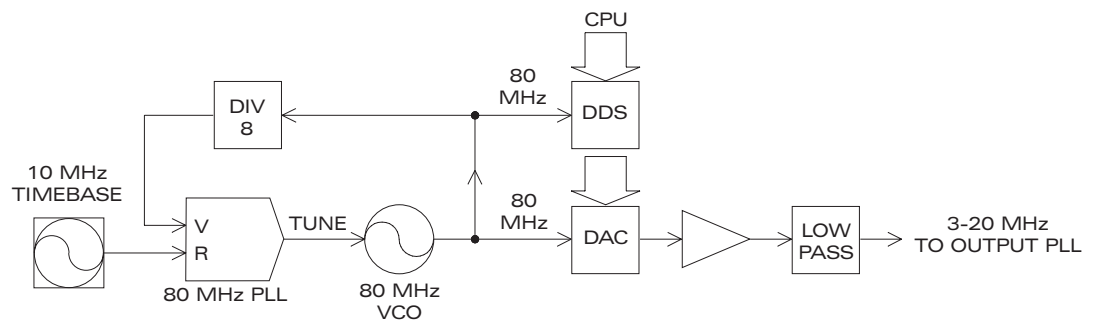 CPU
80
MHz
DIV
8
DDS
10 MHz
TIMEBASE
V
R
TUNE
80
MHz
DAC
LOW
PASS
3-20 MHz
TO OUTPUT PLL
80 MHz PLL
80 MHz
VCO